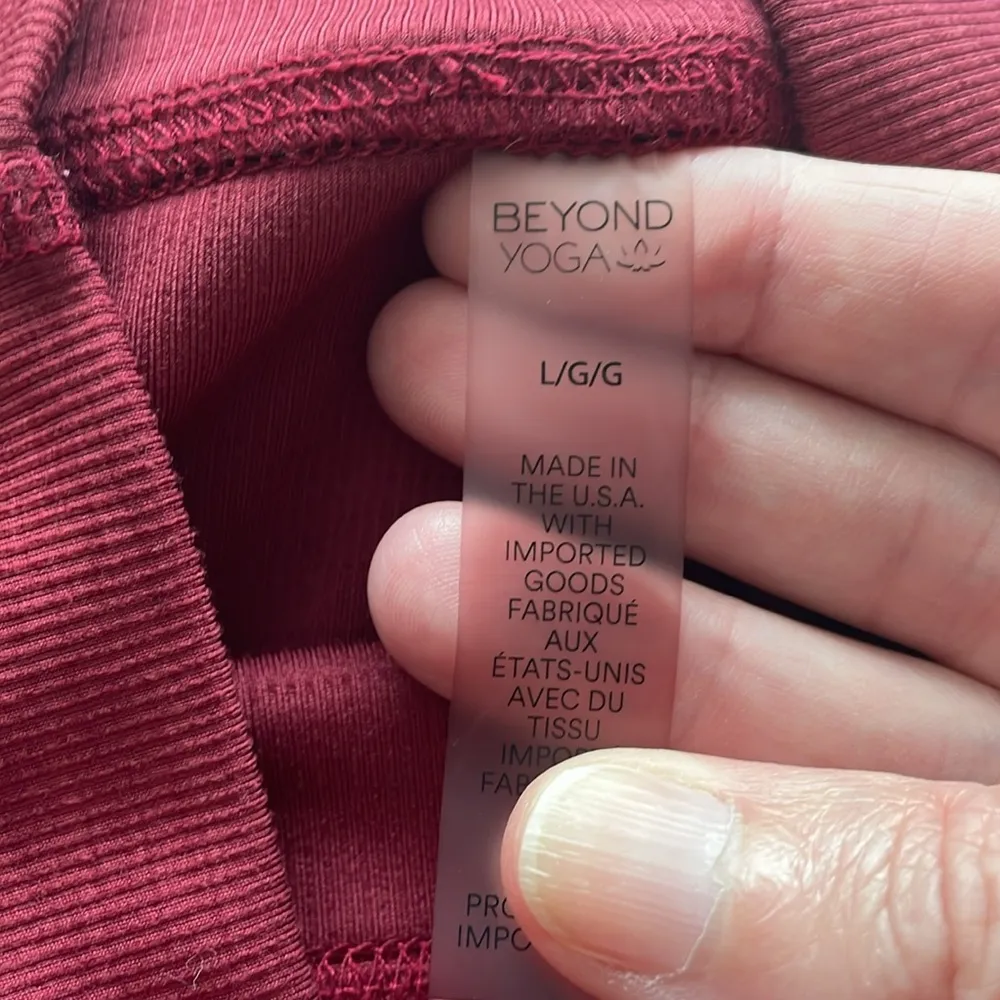 BEYOND
YOGA
L/G/G
MADE IN
THE U.S.A.
WITH
IMPORTED
GOODS
FABRIQUÉ
AUX
ÉTATS-UNIS
AVEC DU
TISSU